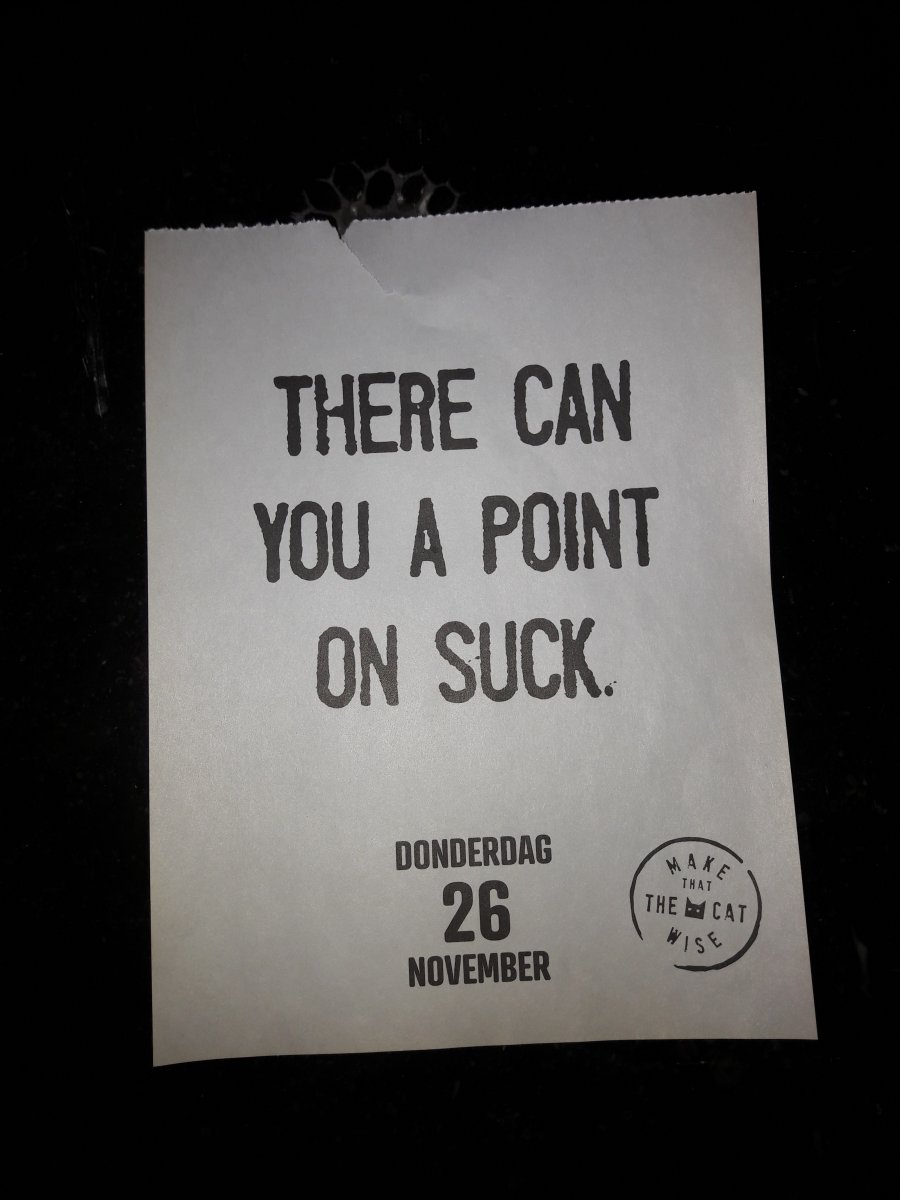 THERE CAN
YOU A POINT
ON SUCK.
DONDERDAG
26
NOVEMBER
MAKE
THAT
THE CAT
WISE